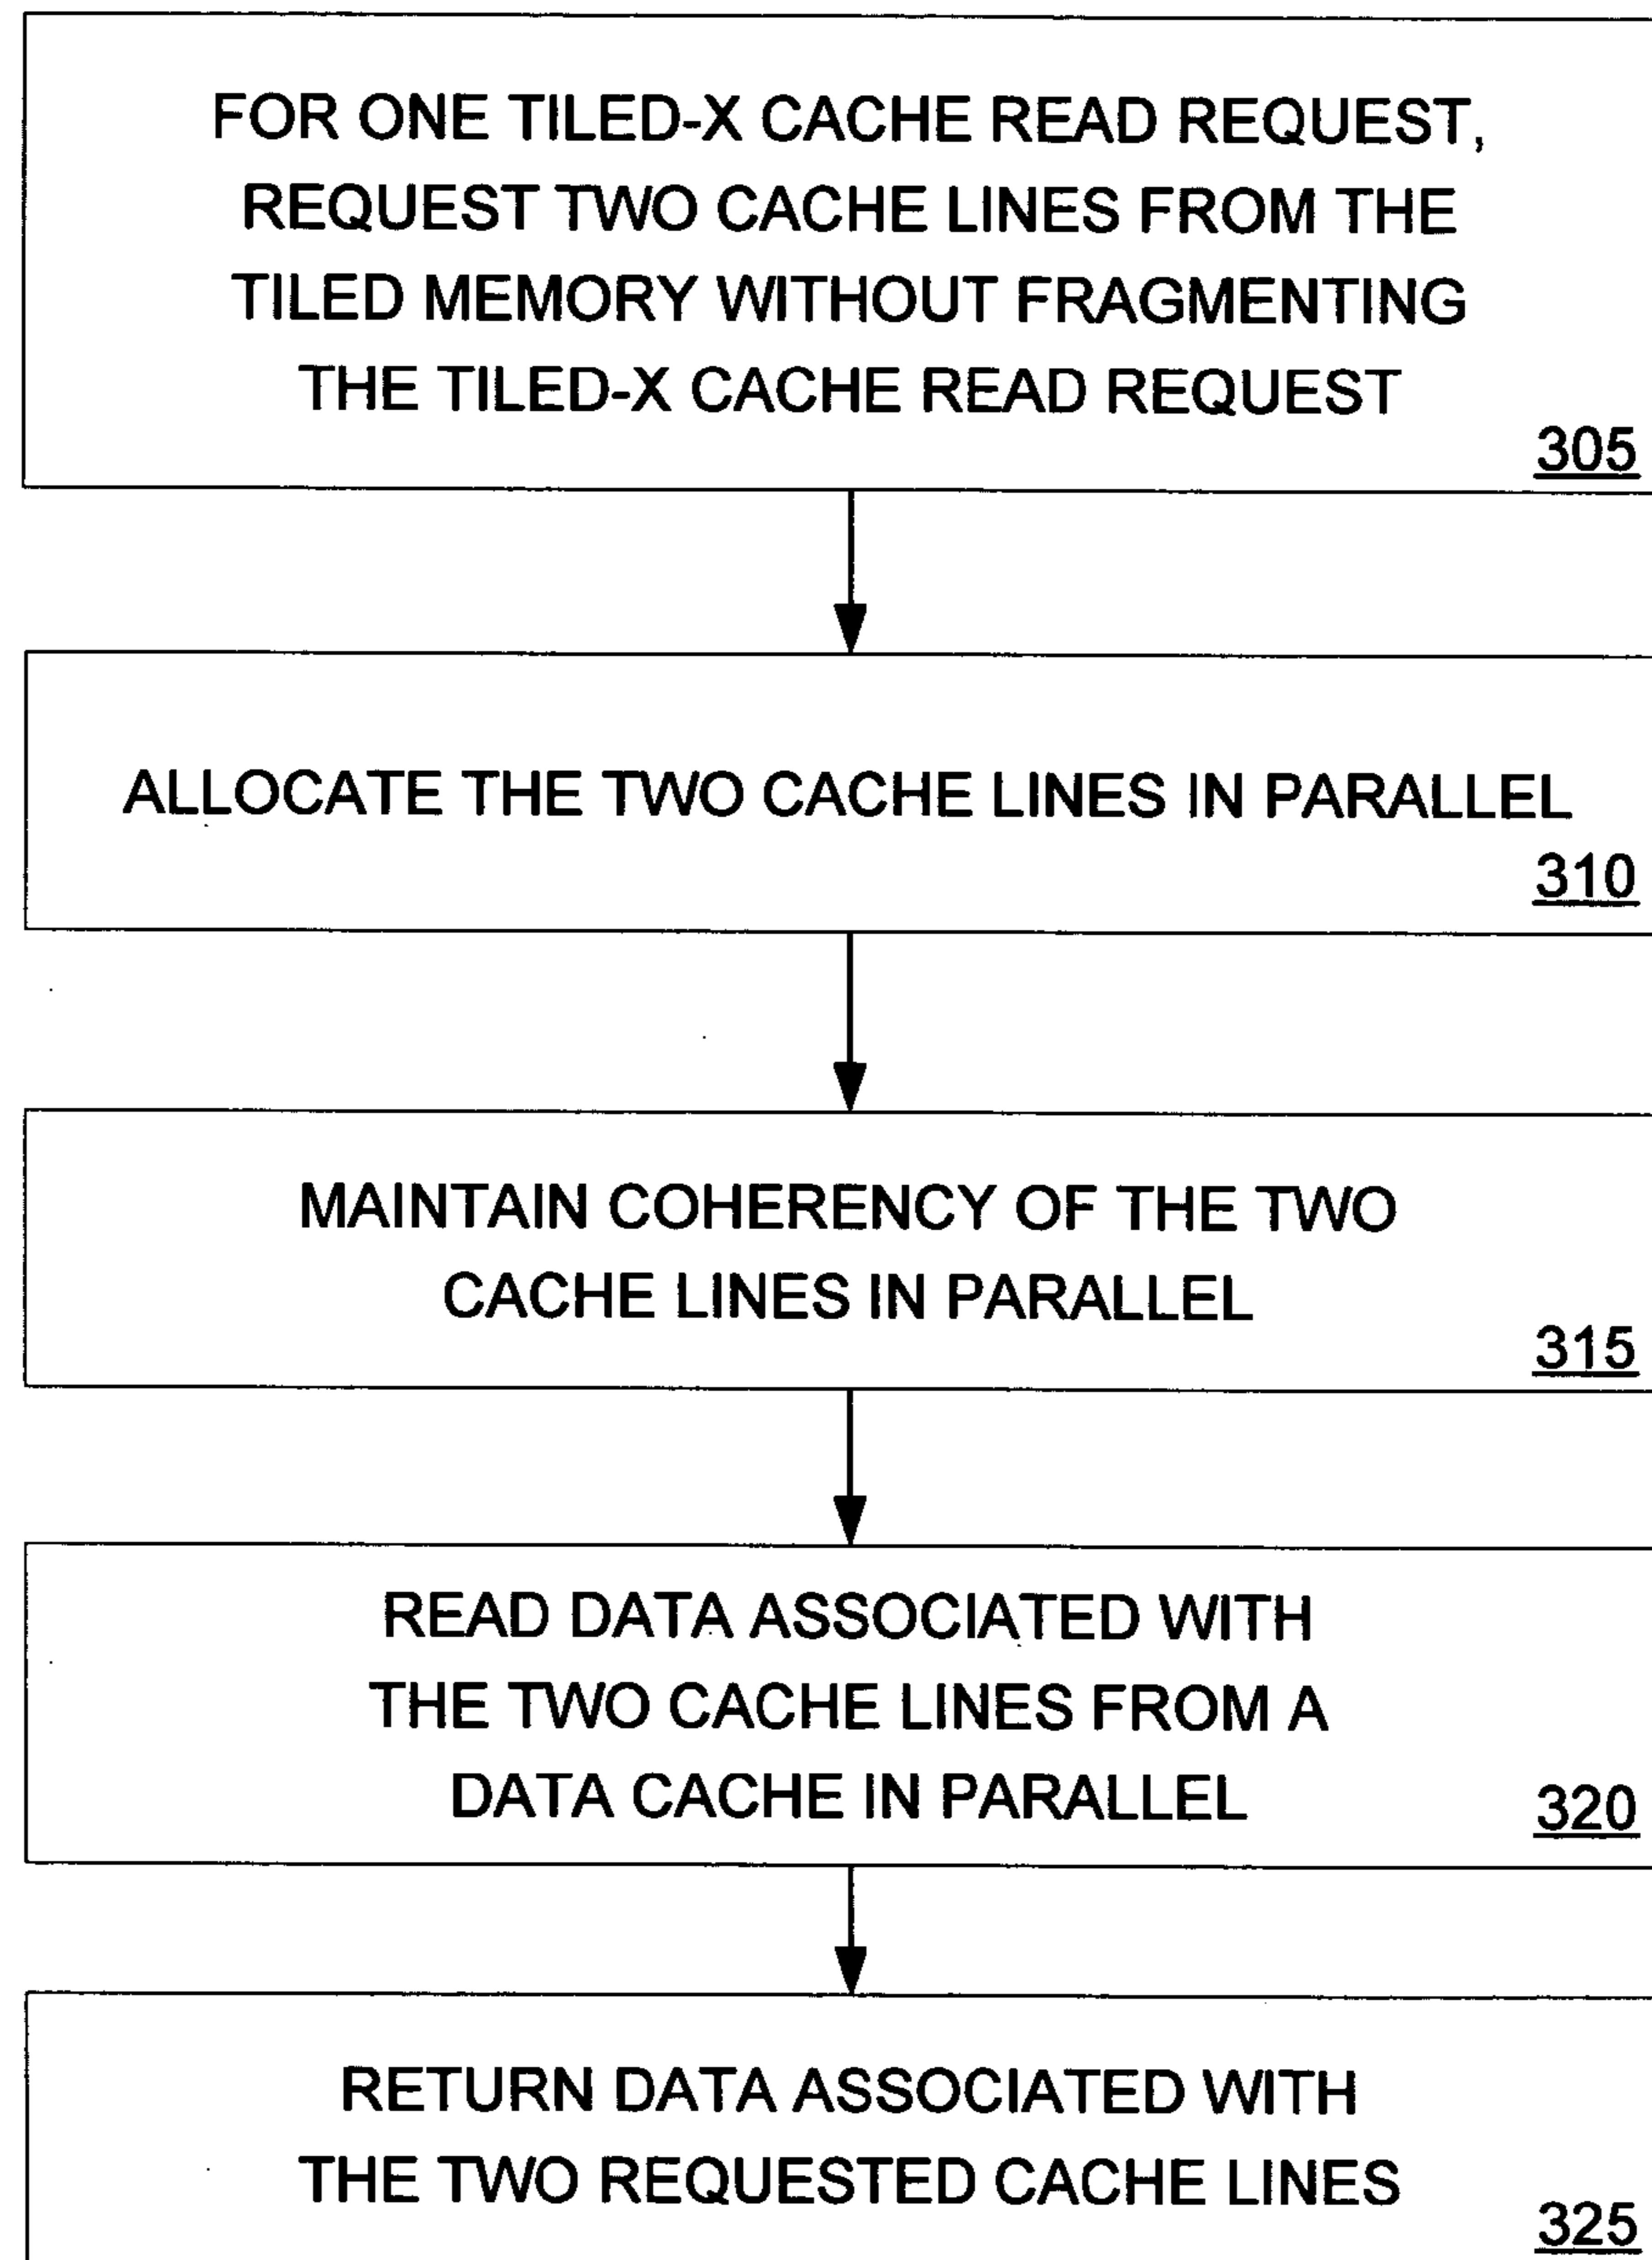 FOR ONE TILED-X CACHE READ REQUEST,
REQUEST TWO CACHE LINES FROM THE
TILED MEMORY WITHOUT FRAGMENTING
THE TILED-X CACHE READ REQUEST
305
ALLOCATE THE TWO CACHE LINES IN PARALLEL
310
MAINTAIN COHERENCY OF THE TWO
CACHE LINES IN PARALLEL
315
READ DATA ASSOCIATED WITH
THE TWO CACHE LINES FROM A
DATA CACHE IN PARALLEL
320
RETURN DATA ASSOCIATED WITH
THE TWO REQUESTED CACHE LINES
325